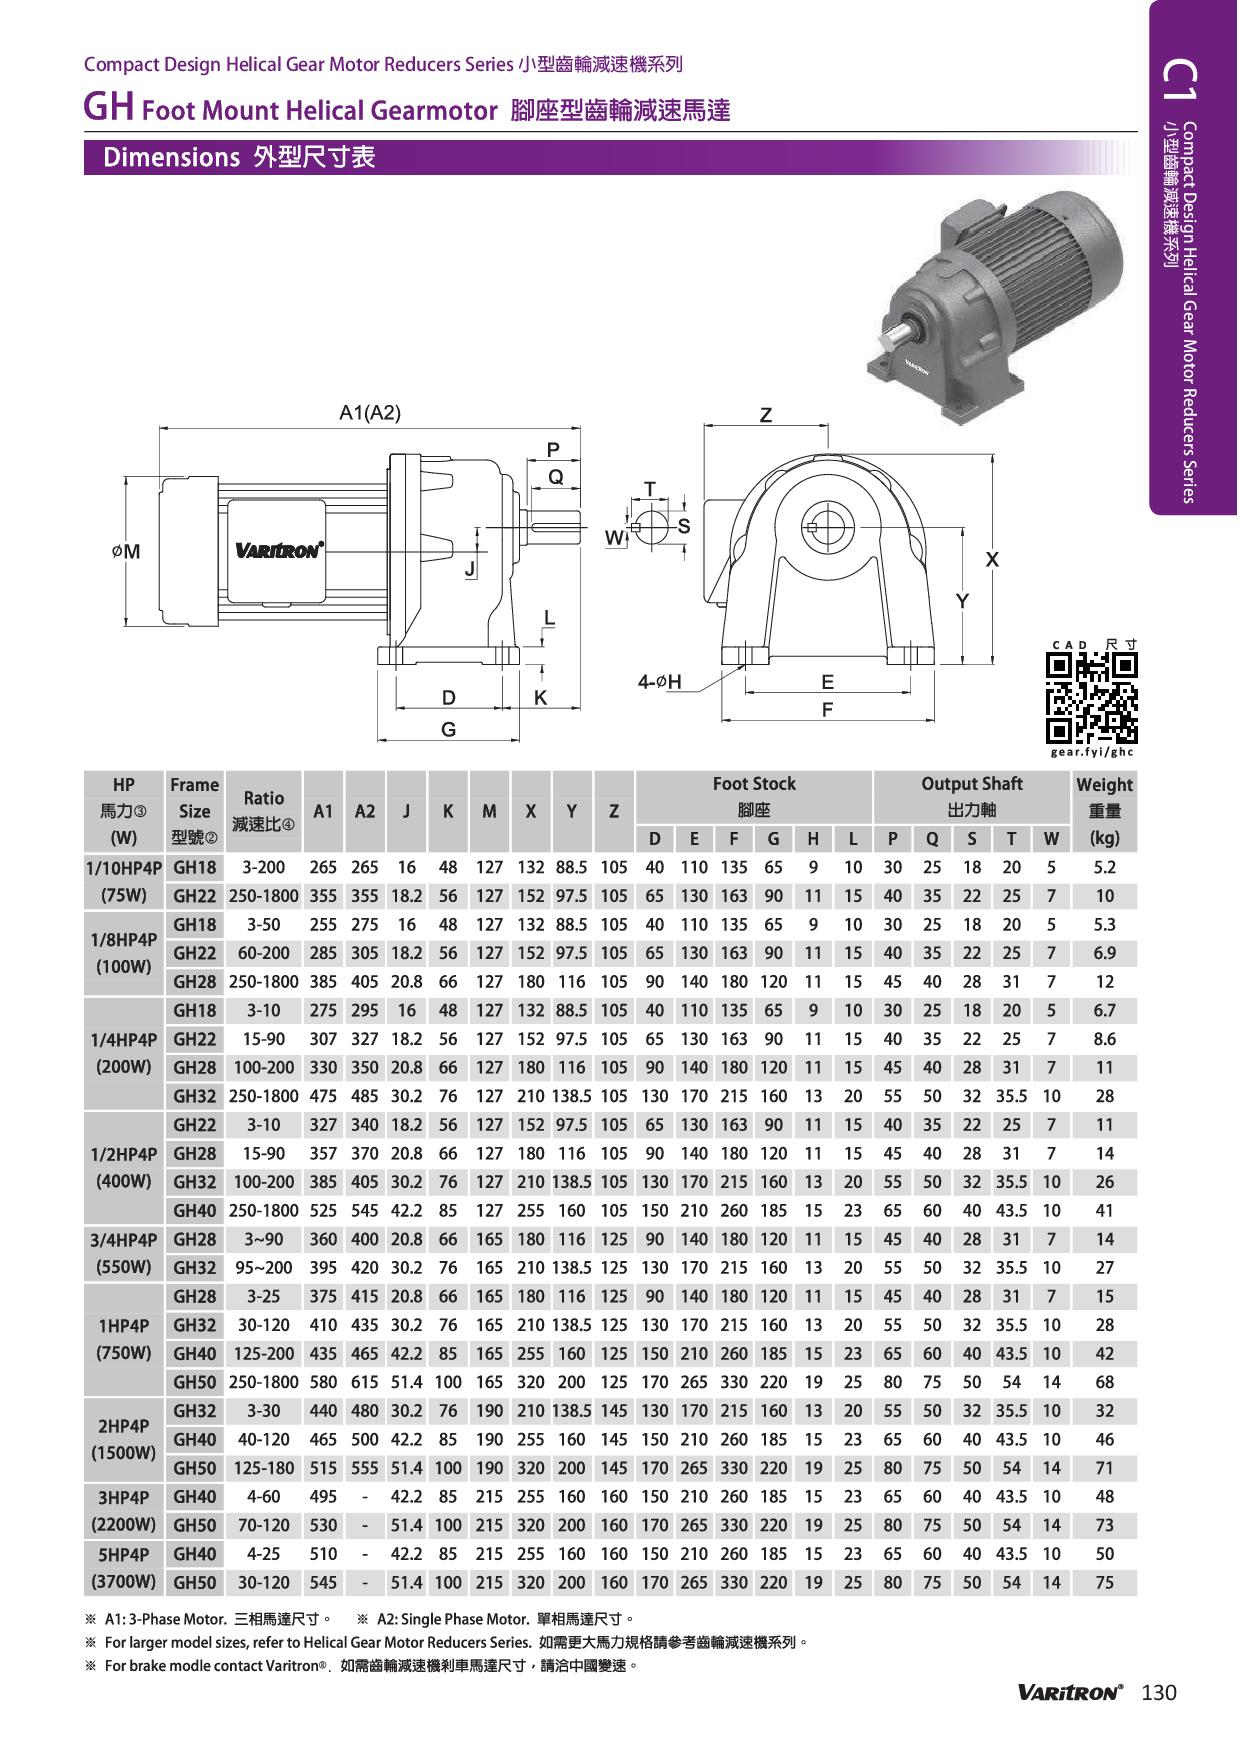 Compact Design Helical Gear Motor Reducers Series 小型齒輪減速機系列
GH Foot Mount Helical Gearmotor 腳座型齒輪減速馬達
Dimensions 外型尺寸表
C1 Compact Design Helical Gear Motor Reducers Series
小型齒輪減速機系列
VARITRON
A1(A2)
P
Q
øM
VARITRON®
J
L
D
K
G
T
W
S
Z
X
Y
4-øH
E
F
CAD 尺寸
gear.fyi/ghc
HP 馬力③ (W) Frame Size 型號② Ratio 減速比④ A1 A2 J K M X Y Z Foot Stock 腳座 Output Shaft 出力軸 Weight 重量 (kg)
D E F G H L P Q S T W
1/10HP4P (75W) GH18 3-200 265 265 16 48 127 132 88.5 105 40 110 135 65 9 10 30 25 18 20 5 5.2
GH22 250-1800 355 355 18.2 56 127 152 97.5 105 65 130 163 90 11 15 40 35 22 25 7 10
1/8HP4P (100W) GH18 3-50 255 275 16 48 127 132 88.5 105 40 110 135 65 9 10 30 25 18 20 5 5.3
GH22 60-200 285 305 18.2 56 127 152 97.5 105 65 130 163 90 11 15 40 35 22 25 7 6.9
GH28 250-1800 385 405 20.8 66 127 180 116 105 90 140 180 120 11 15 45 40 28 31 7 12
1/4HP4P (200W) GH18 3-10 275 295 16 48 127 132 88.5 105 40 110 135 65 9 10 30 25 18 20 5 6.7
GH22 15-90 307 327 18.2 56 127 152 97.5 105 65 130 163 90 11 15 40 35 22 25 7 8.6
GH28 100-200 330 350 20.8 66 127 180 116 105 90 140 180 120 11 15 45 40 28 31 7 11
GH32 250-1800 475 485 30.2 76 127 210 138.5 105 130 170 215 160 13 20 55 50 32 35.5 10 28
1/2HP4P (400W) GH22 3-10 327 340 18.2 56 127 152 97.5 105 65 130 163 90 11 15 40 35 22 25 7 11
GH28 15-90 357 370 20.8 66 127 180 116 105 90 140 180 120 11 15 45 40 28 31 7 14
GH32 100-200 385 405 30.2 76 127 210 138.5 105 130 170 215 160 13 20 55 50 32 35.5 10 26
GH40 250-1800 525 545 42.2 85 127 255 160 105 150 210 260 185 15 23 65 60 40 43.5 10 41
3/4HP4P (550W) GH28 3~90 360 400 20.8 66 165 180 116 125 90 140 180 120 11 15 45 40 28 31 7 14
GH32 95~200 395 420 30.2 76 165 210 138.5 125 130 170 215 160 13 20 55 50 32 35.5 10 27
1HP4P (750W) GH28 3-25 375 415 20.8 66 165 180 116 125 90 140 180 120 11 15 45 40 28 31 7 15
GH32 30-120 410 435 30.2 76 165 210 138.5 125 130 170 215 160 13 20 55 50 32 35.5 10 28
GH40 125-200 435 465 42.2 85 165 255 160 125 150 210 260 185 15 23 65 60 40 43.5 10 42
GH50 250-1800 580 615 51.4 100 165 320 200 125 170 265 330 220 19 25 80 75 50 54 14 68
2HP4P (1500W) GH32 3-30 440 480 30.2 76 190 210 138.5 145 130 170 215 160 13 20 55 50 32 35.5 10 32
GH40 40-120 465 500 42.2 85 190 255 160 145 150 210 260 185 15 23 65 60 40 43.5 10 46
GH50 125-180 515 555 51.4 100 190 320 200 145 170 265 330 220 19 25 80 75 50 54 14 71
3HP4P (2200W) GH40 4-60 495 - 42.2 85 215 255 160 160 150 210 260 185 15 23 65 60 40 43.5 10 48
GH50 70-120 530 - 51.4 100 215 320 200 160 170 265 330 220 19 25 80 75 50 54 14 73
5HP4P (3700W) GH40 4-25 510 - 42.2 85 215 255 160 160 150 210 260 185 15 23 65 60 40 43.5 10 50
GH50 30-120 545 - 51.4 100 215 320 200 160 170 265 330 220 19 25 80 75 50 54 14 75
※ A1: 3-Phase Motor. 三相馬達尺寸。 ※ A2: Single Phase Motor. 單相馬達尺寸。
※ For larger model sizes, refer to Helical Gear Motor Reducers Series. 如需更大馬力規格請參考齒輪減速機系列。
※ For brake modle contact Varitron®. 如需齒輪減速機剎車馬達尺寸，請洽中國變速。
VARITRON® 130